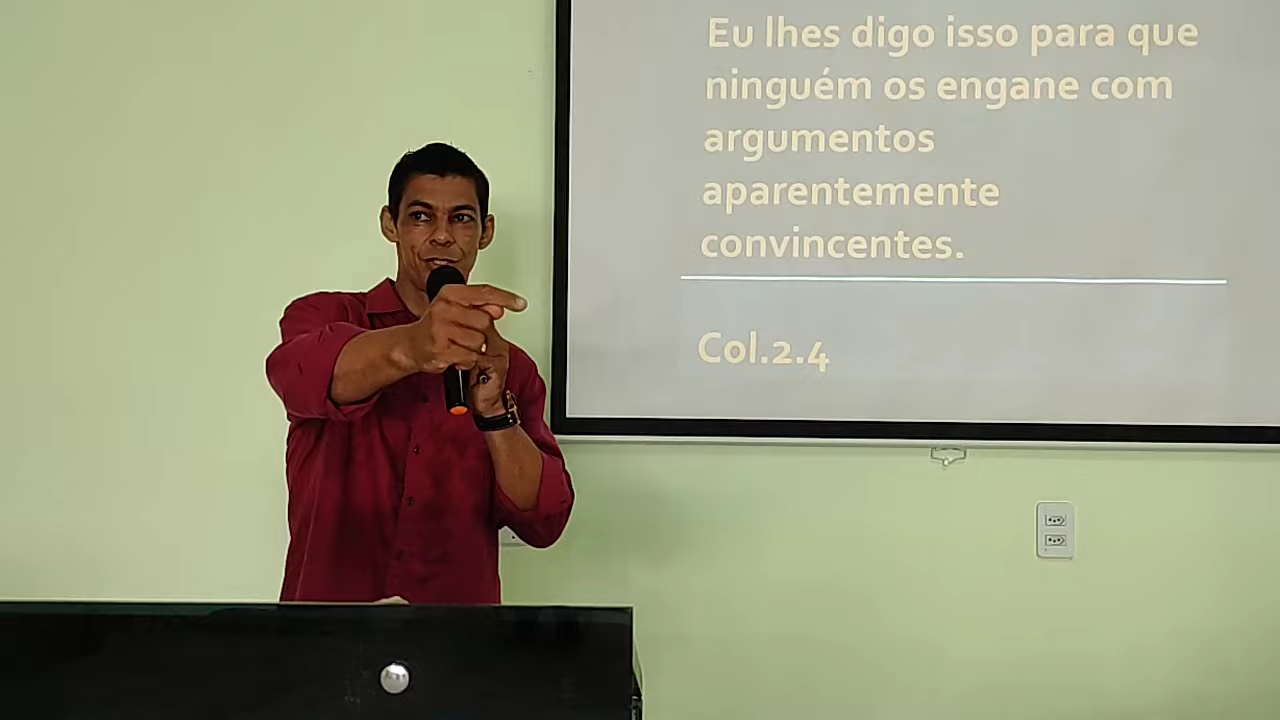 Eu lhes digo isso para que
ninguém os engane com
argumentos
aparentemente
convincentes.
Col.2.4